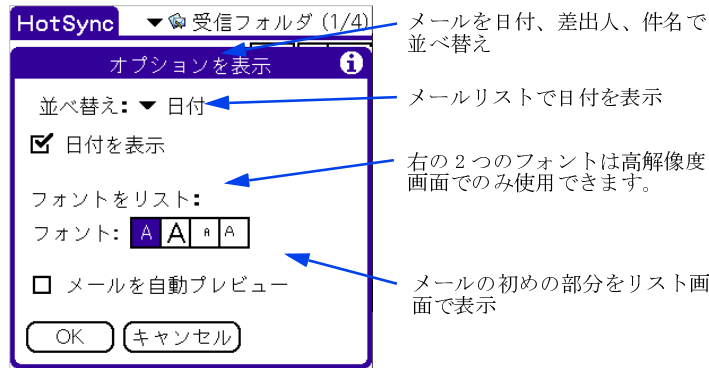 HotSync ▼ 受信フォルダ (1/4)
オプションを表示
並べ替え: ▼ 日付
日付を表示
フォントをリスト:
フォント: A A A A
メールを自動プレビュー
OK キャンセル
メールを日付、差出人、件名で
並べ替え
メールリストで日付を表示
右の２つのフォントは高解像度
画面でのみ使用できます。
メールの初めの部分をリスト画
面で表示